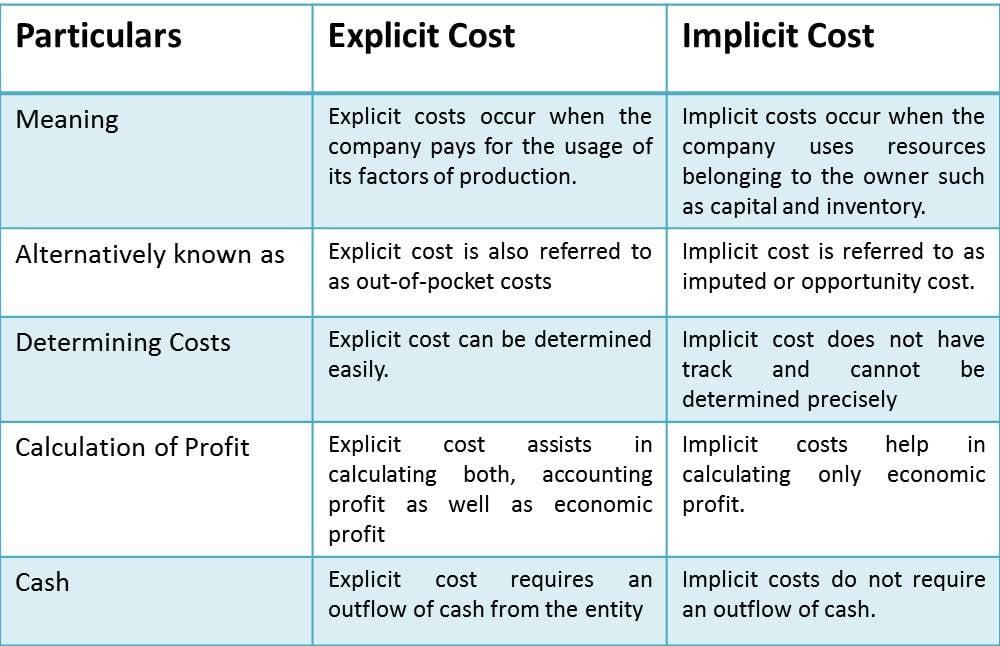 Particulars
Explicit Cost
Implicit Cost
Meaning
Explicit costs occur when the
company pays for the usage of
its factors of production.
Implicit costs occur when the
company uses resources
belonging to the owner such
as capital and inventory.
Alternatively known as
Explicit cost is also referred to
as out-of-pocket costs
Implicit cost is referred to as
imputed or opportunity cost.
Determining Costs
Explicit cost can be determined
easily.
Implicit cost does not have
track and cannot be
determined precisely
Calculation of Profit
Explicit cost assists in
calculating both, accounting
profit as well as economic
profit
Implicit costs help in
calculating only economic
profit.
Cash
Explicit cost requires an
outflow of cash from the entity
Implicit costs do not require
an outflow of cash.